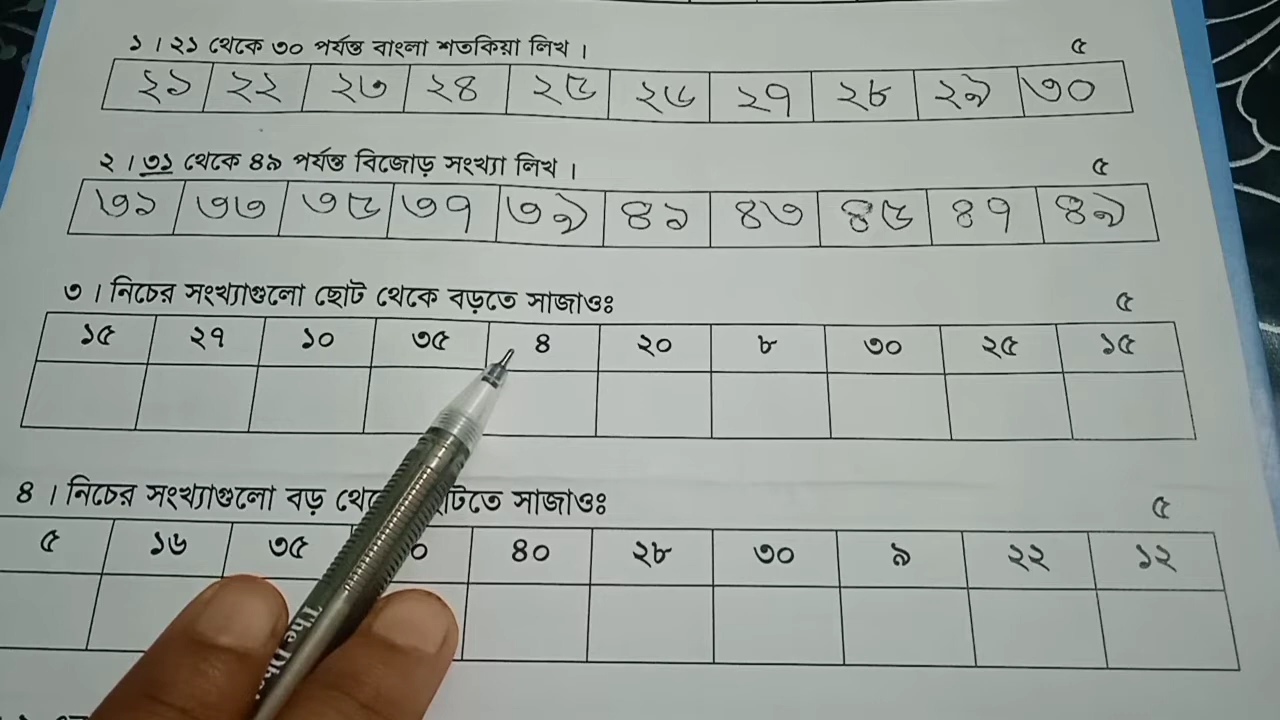 ১ । ২১ থেকে ৩০ পর্যন্ত বাংলা শতকিয়া লিখ । ৫
২১ ২২ ২৩ ২৪ ২৫ ২৬ ২৭ ২৮ ২৯ ৩০
২ । ৩১ থেকে ৪৯ পর্যন্ত বিজোড় সংখ্যা লিখ । ৫
৩১ ৩৩ ৩৫ ৩৭ ৩৯ ৪১ ৪৩ ৪৫ ৪৭ ৪৯
৩ । নিচের সংখ্যাগুলো ছোট থেকে বড়তে সাজাওঃ ৫
১৫ ২৭ ১০ ৩৫ ৪ ২০ ৮ ৩০ ২৫ ১৫
৪ । নিচের সংখ্যাগুলো বড় সাজাওঃ ৫
৫ ১৬ ৩৫ ৪০ ২৮ ৩০ ৯ ২২ ১২